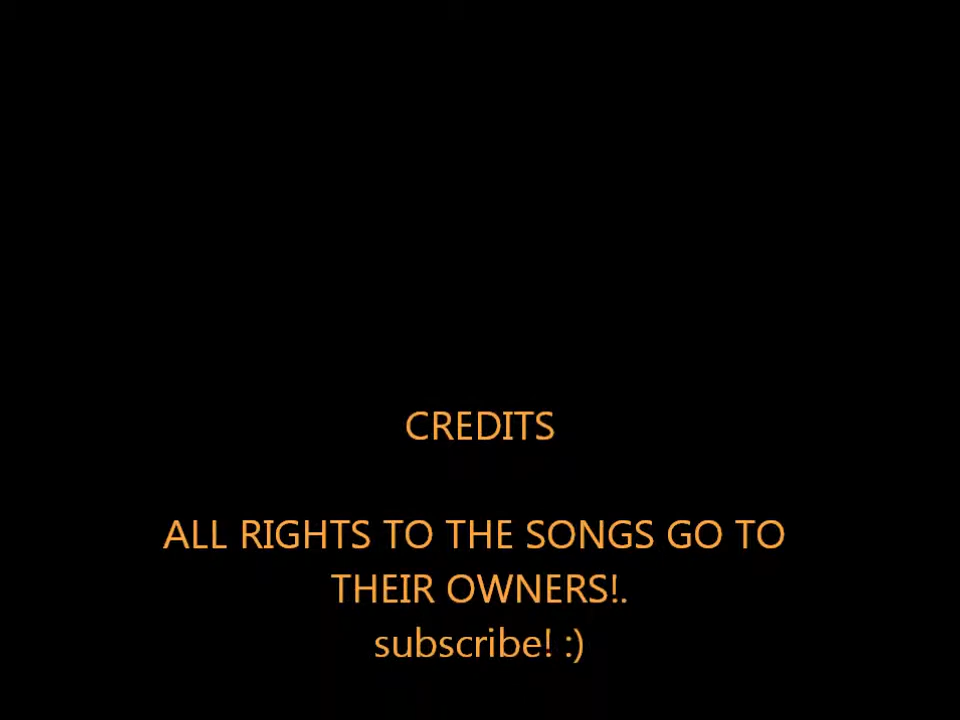 CREDITS
ALL RIGHTS TO THE SONGS GO TO
THEIR OWNERS!.
subscribe! :)